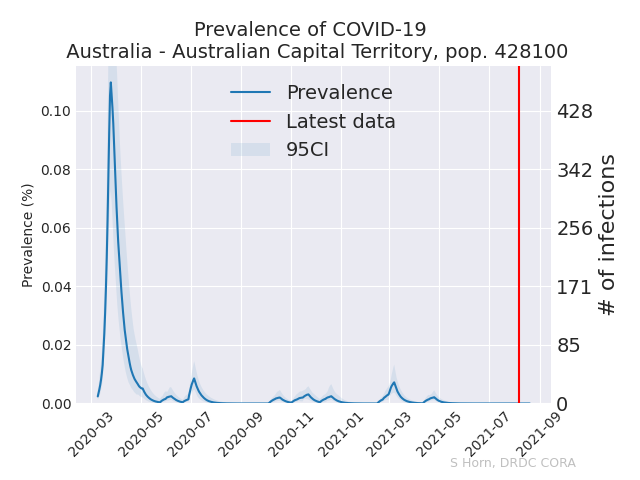 Prevalence of COVID-19
Australia - Australian Capital Territory, pop. 428100
Prevalence
Latest data
95CI
Prevalence (%)
0.10
0.08
0.06
0.04
0.02
0.00
428
342
256
171
85
0
# of infections
2020-03
2020-05
2020-07
2020-09
2020-11
2021-01
2021-03
2021-05
2021-07
2021-09
S Horn, DRDC CORA